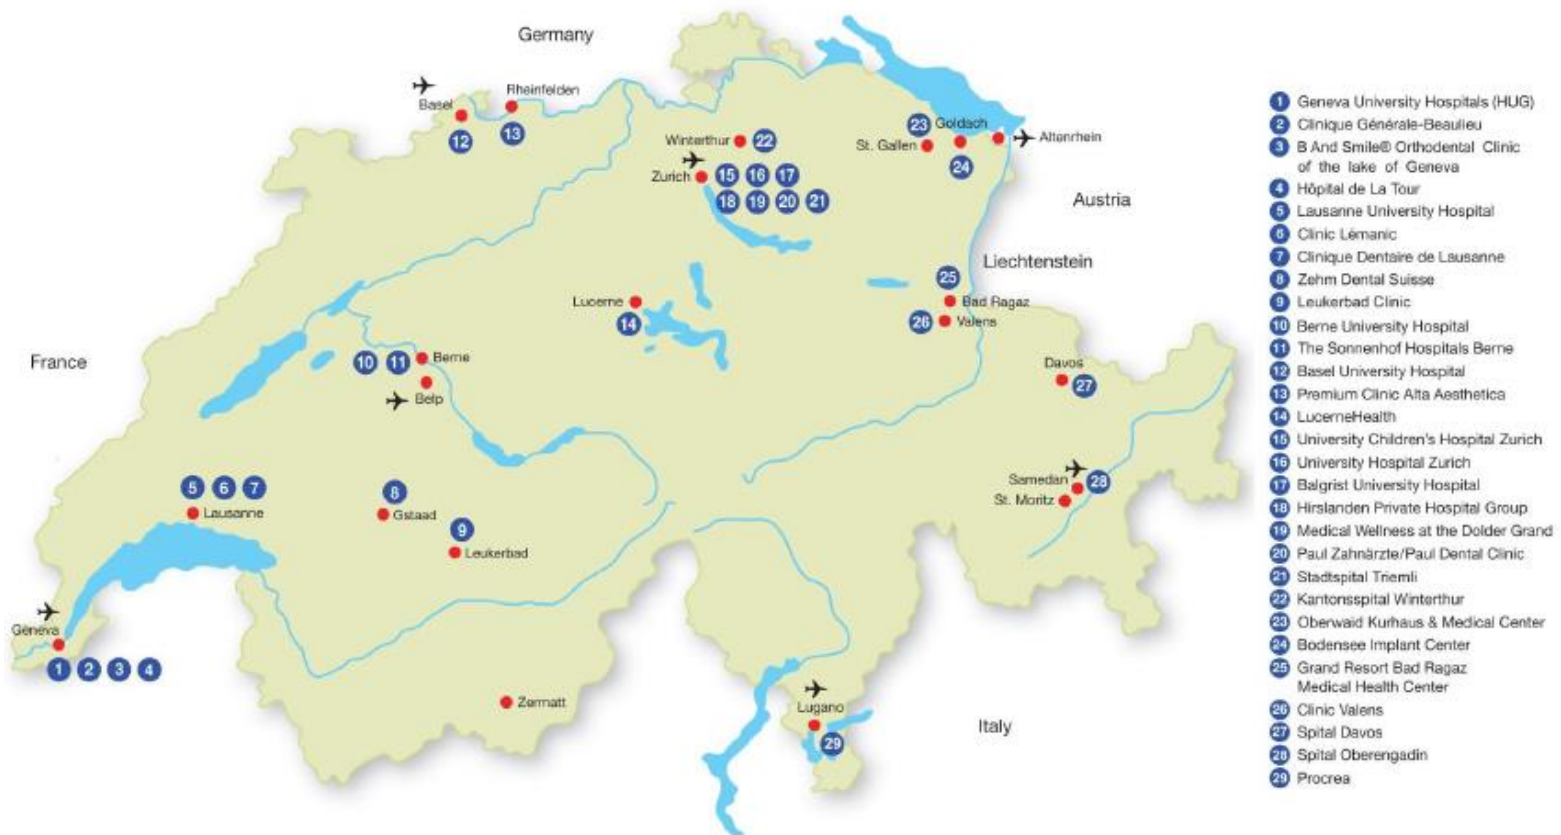 Germany
Rheinfelden
Basel
12
13
Winterthur
22
Zurich
15 16 17
18 19 20 21
23
Goldach
St. Gallen
24
Altenrhein
Austria
Liechtenstein
25
Bad Ragaz
26
Valens
Lucerne
14
France
10 11
Berne
Belp
Davos
27
Samedan
28
St. Moritz
5 6 7
Lausanne
8
Gstaad
9
Leukerbad
Geneva
1 2 3 4
Zermatt
Lugano
29
Italy
1 Geneva University Hospitals (HUG)
2 Clinique Générale-Beaulieu
3 B And Smile® Orthodental Clinic
of the lake of Geneva
4 Hôpital de La Tour
5 Lausanne University Hospital
6 Clinic Lémanic
7 Clinique Dentaire de Lausanne
8 Zehm Dental Suisse
9 Leukerbad Clinic
10 Berne University Hospital
11 The Sonnenhof Hospitals Berne
12 Basel University Hospital
13 Premium Clinic Alta Aesthetica
14 LucerneHealth
15 University Children's Hospital Zurich
16 University Hospital Zurich
17 Balgrist University Hospital
18 Hirslanden Private Hospital Group
19 Medical Wellness at the Dolder Grand
20 Paul Zahnärzte/Paul Dental Clinic
21 Stadtspital Triemli
22 Kantonsspital Winterthur
23 Oberwaid Kurhaus & Medical Center
24 Bodensee Implant Center
25 Grand Resort Bad Ragaz
Medical Health Center
26 Clinic Valens
27 Spital Davos
28 Spital Oberengadin
29 Procrea